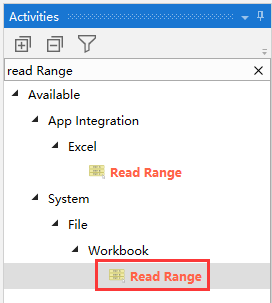 Activities
read Range
Available
App Integration
Excel
Read Range
System
File
Workbook
Read Range